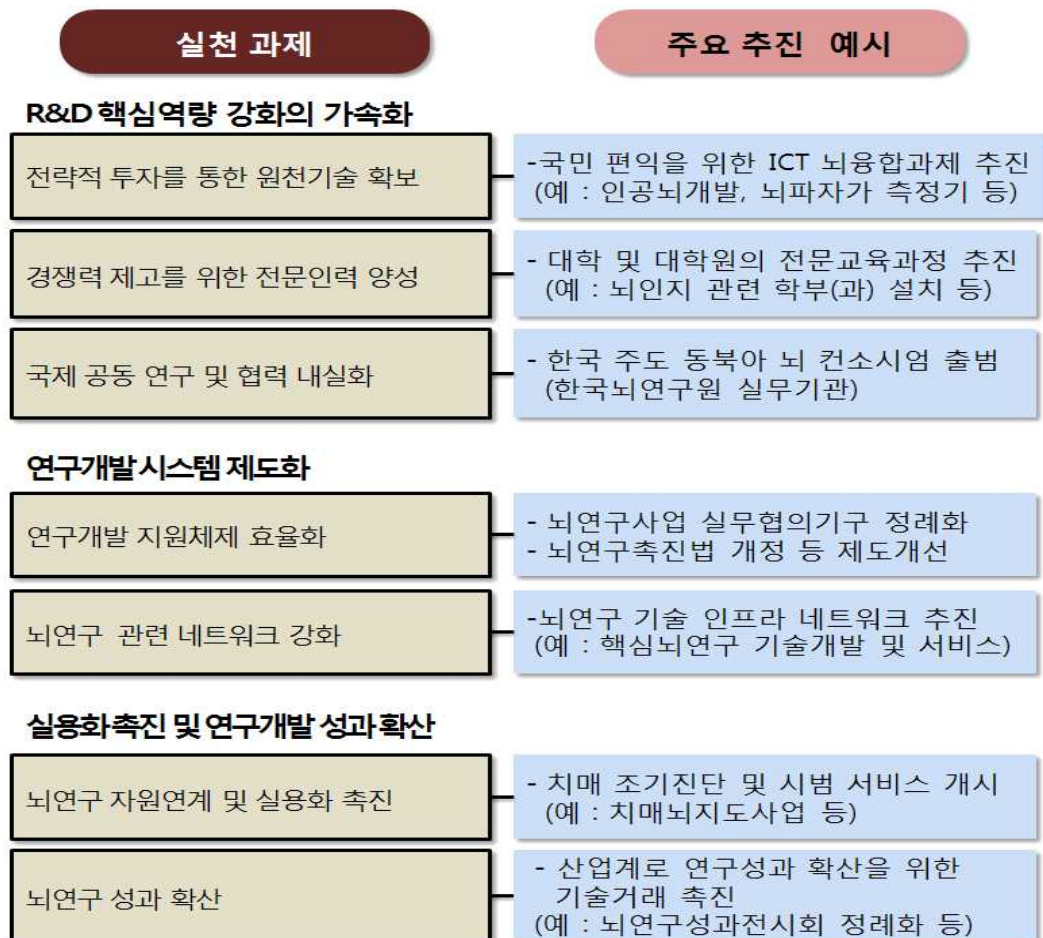 실천 과제
주요 추진 예시
R&D 핵심역량 강화의 가속화
전략적 투자를 통한 원천기술 확보
-국민 편익을 위한 ICT 뇌융합과제 추진
(예 : 인공뇌개발, 뇌파자가 측정기 등)
경쟁력 제고를 위한 전문인력 양성
- 대학 및 대학원의 전문교육과정 추진
(예 : 뇌인지 관련 학부(과) 설치 등)
국제 공동 연구 및 협력 내실화
- 한국 주도 동북아 뇌 컨소시엄 출범
(한국뇌연구원 실무기관)
연구개발 시스템 제도화
연구개발 지원체제 효율화
- 뇌연구사업 실무협의기구 정례화
- 뇌연구촉진법 개정 등 제도개선
뇌연구 관련 네트워크 강화
-뇌연구 기술 인프라 네트워크 추진
(예 : 핵심뇌연구 기술개발 및 서비스)
실용화 촉진 및 연구개발 성과 확산
뇌연구 자원연계 및 실용화 촉진
- 치매 조기진단 및 시범 서비스 개시
(예 : 치매뇌지도사업 등)
뇌연구 성과 확산
- 산업계로 연구성과 확산을 위한
기술거래 촉진
(예 : 뇌연구성과전시회 정례화 등)